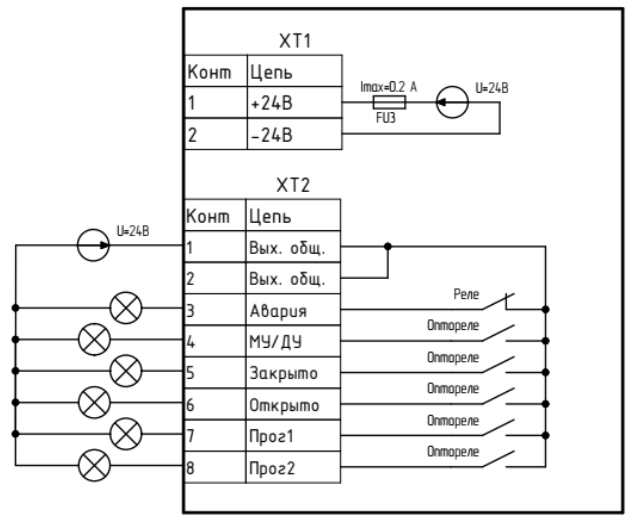 XT1
Конт Цепь
1 +24В Imax=0.2 А U=24В
FU3
2 -24В
XT2
Конт Цепь
U=24В
1 Вых. общ.
2 Вых. общ.
3 Авария Реле
4 МУ/ДУ Оптореле
5 Закрыто Оптореле
6 Открыто Оптореле
7 Прог1 Оптореле
8 Прог2 Оптореле